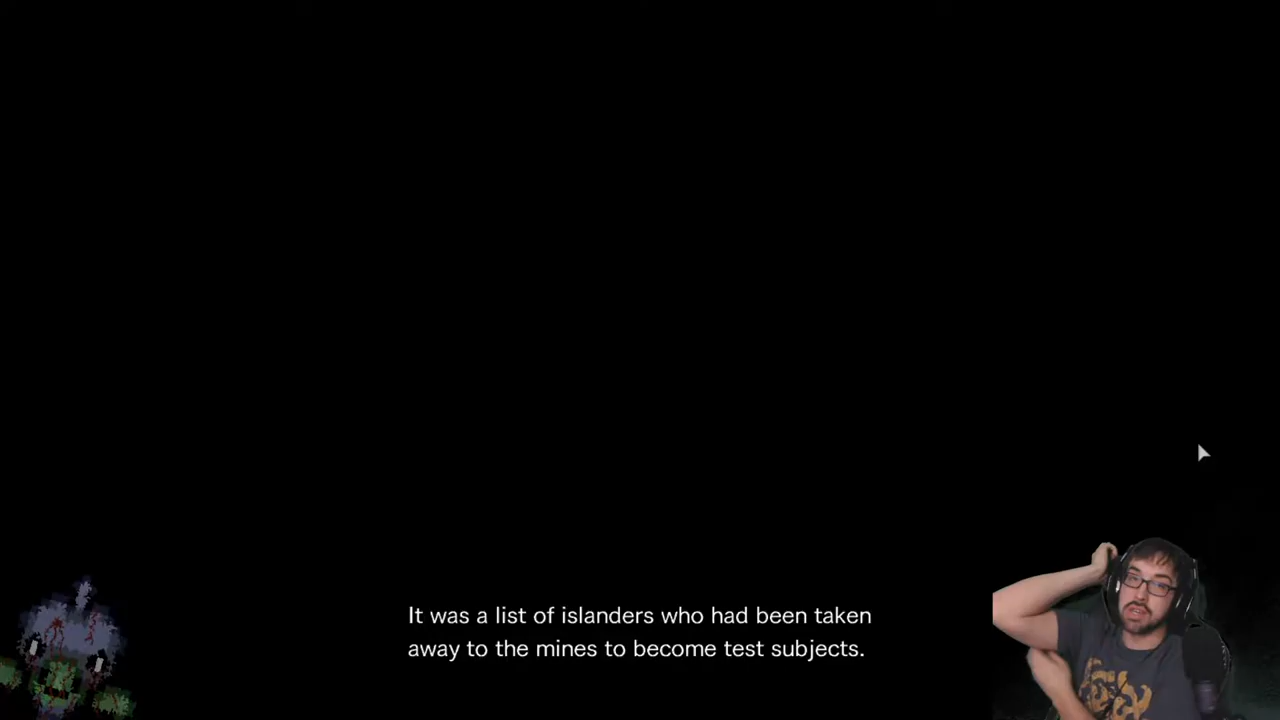 It was a list of islanders who had been taken
away to the mines to become test subjects.